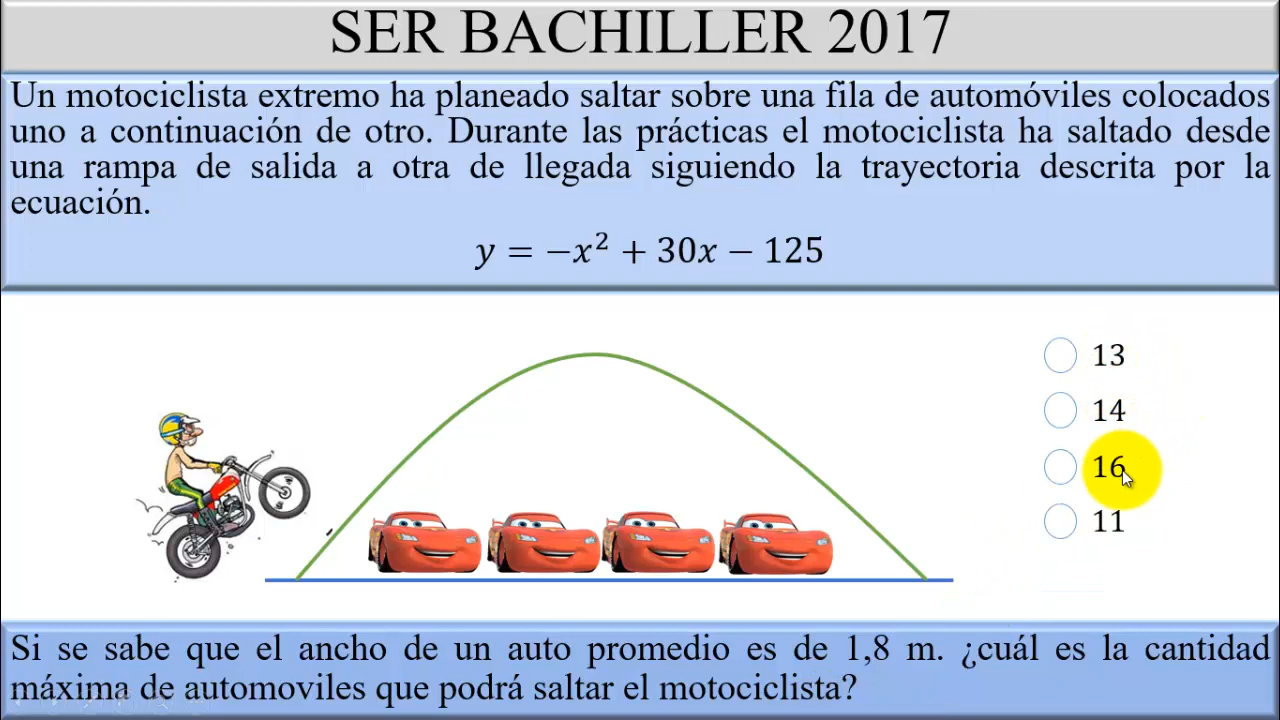 SER BACHILLER 2017
Un motociclista extremo ha planeado saltar sobre una fila de automóviles colocados
uno a continuación de otro. Durante las prácticas el motociclista ha saltado desde
una rampa de salida a otra de llegada siguiendo la trayectoria descrita por la
ecuación.
y = −x² + 30x − 125
13
14
16
11
Si se sabe que el ancho de un auto promedio es de 1,8 m. ¿cuál es la cantidad
máxima de automoviles que podrá saltar el motociclista?